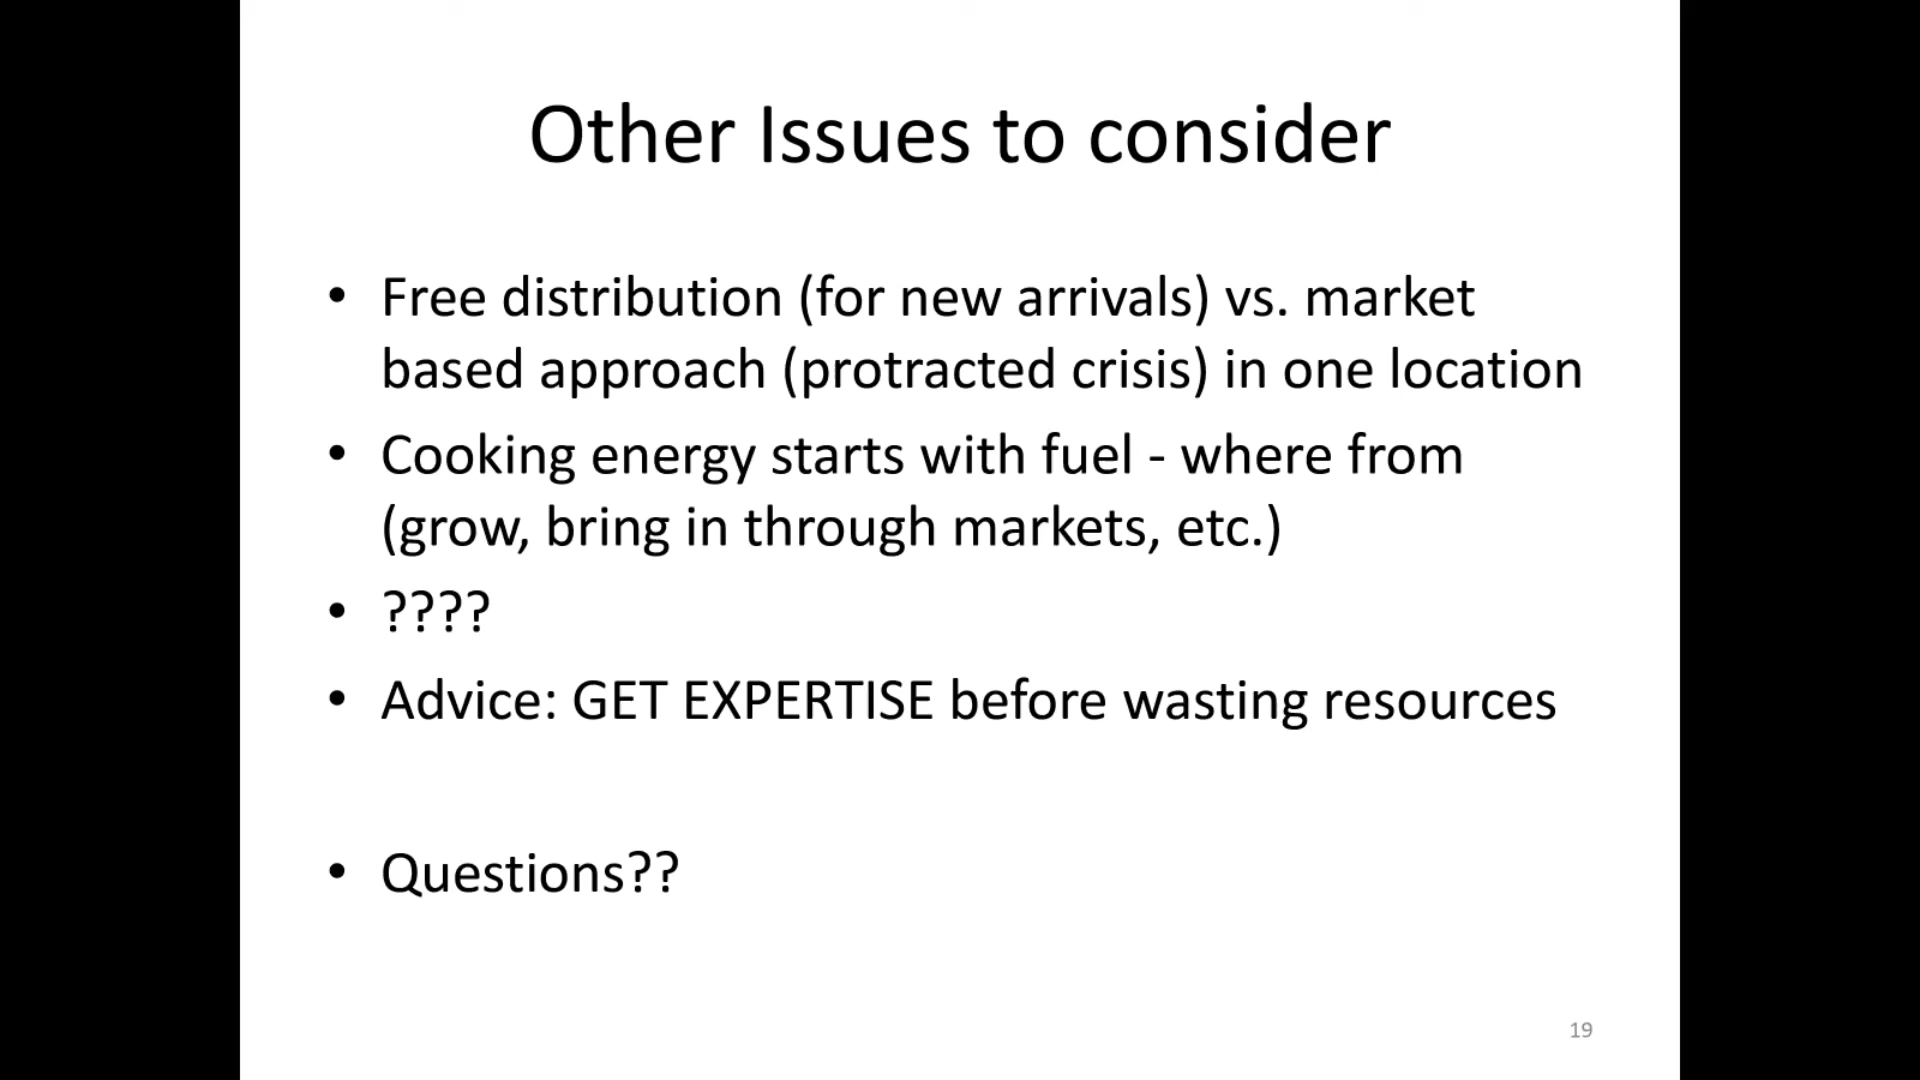 Other Issues to consider
• Free distribution (for new arrivals) vs. market
based approach (protracted crisis) in one location
• Cooking energy starts with fuel - where from
(grow, bring in through markets, etc.)
• ????
• Advice: GET EXPERTISE before wasting resources
• Questions??
19